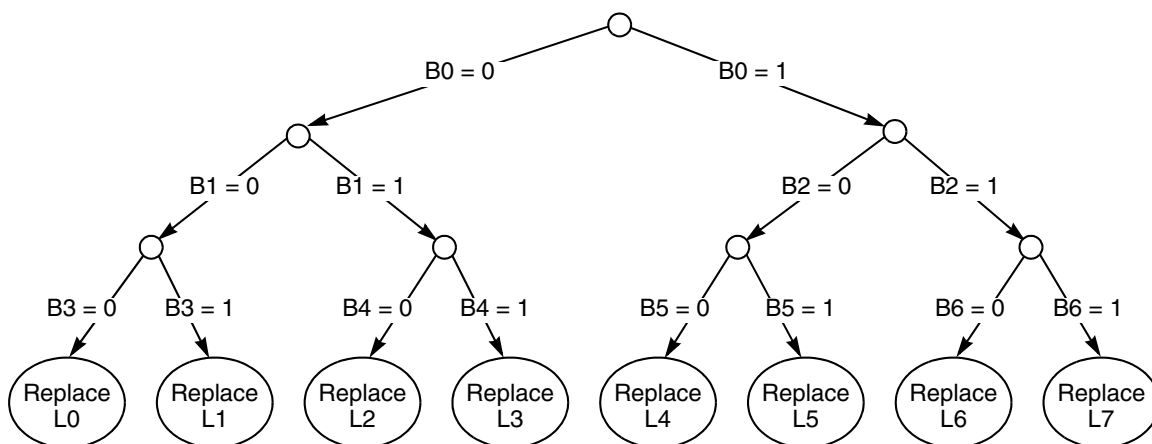 B0 = 0
B0 = 1
B1 = 0
B1 = 1
B2 = 0
B2 = 1
B3 = 0
B3 = 1
B4 = 0
B4 = 1
B5 = 0
B5 = 1
B6 = 0
B6 = 1
Replace
L0
Replace
L1
Replace
L2
Replace
L3
Replace
L4
Replace
L5
Replace
L6
Replace
L7